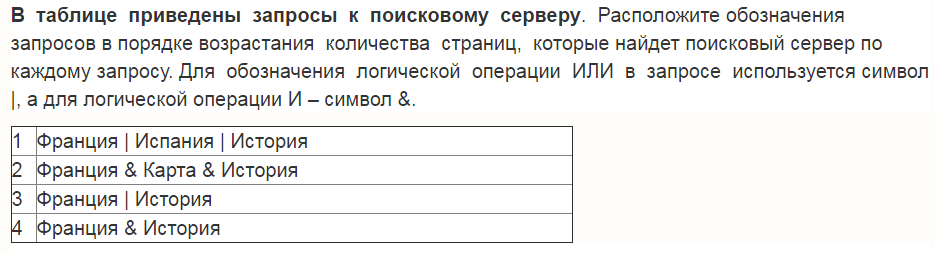 В таблице приведены запросы к поисковому серверу. Расположите обозначения
запросов в порядке возрастания количества страниц, которые найдет поисковый сервер по
каждому запросу. Для обозначения логической операции ИЛИ в запросе используется символ
|, а для логической операции И – символ &.
1 Франция | Испания | История
2 Франция & Карта & История
3 Франция | История
4 Франция & История